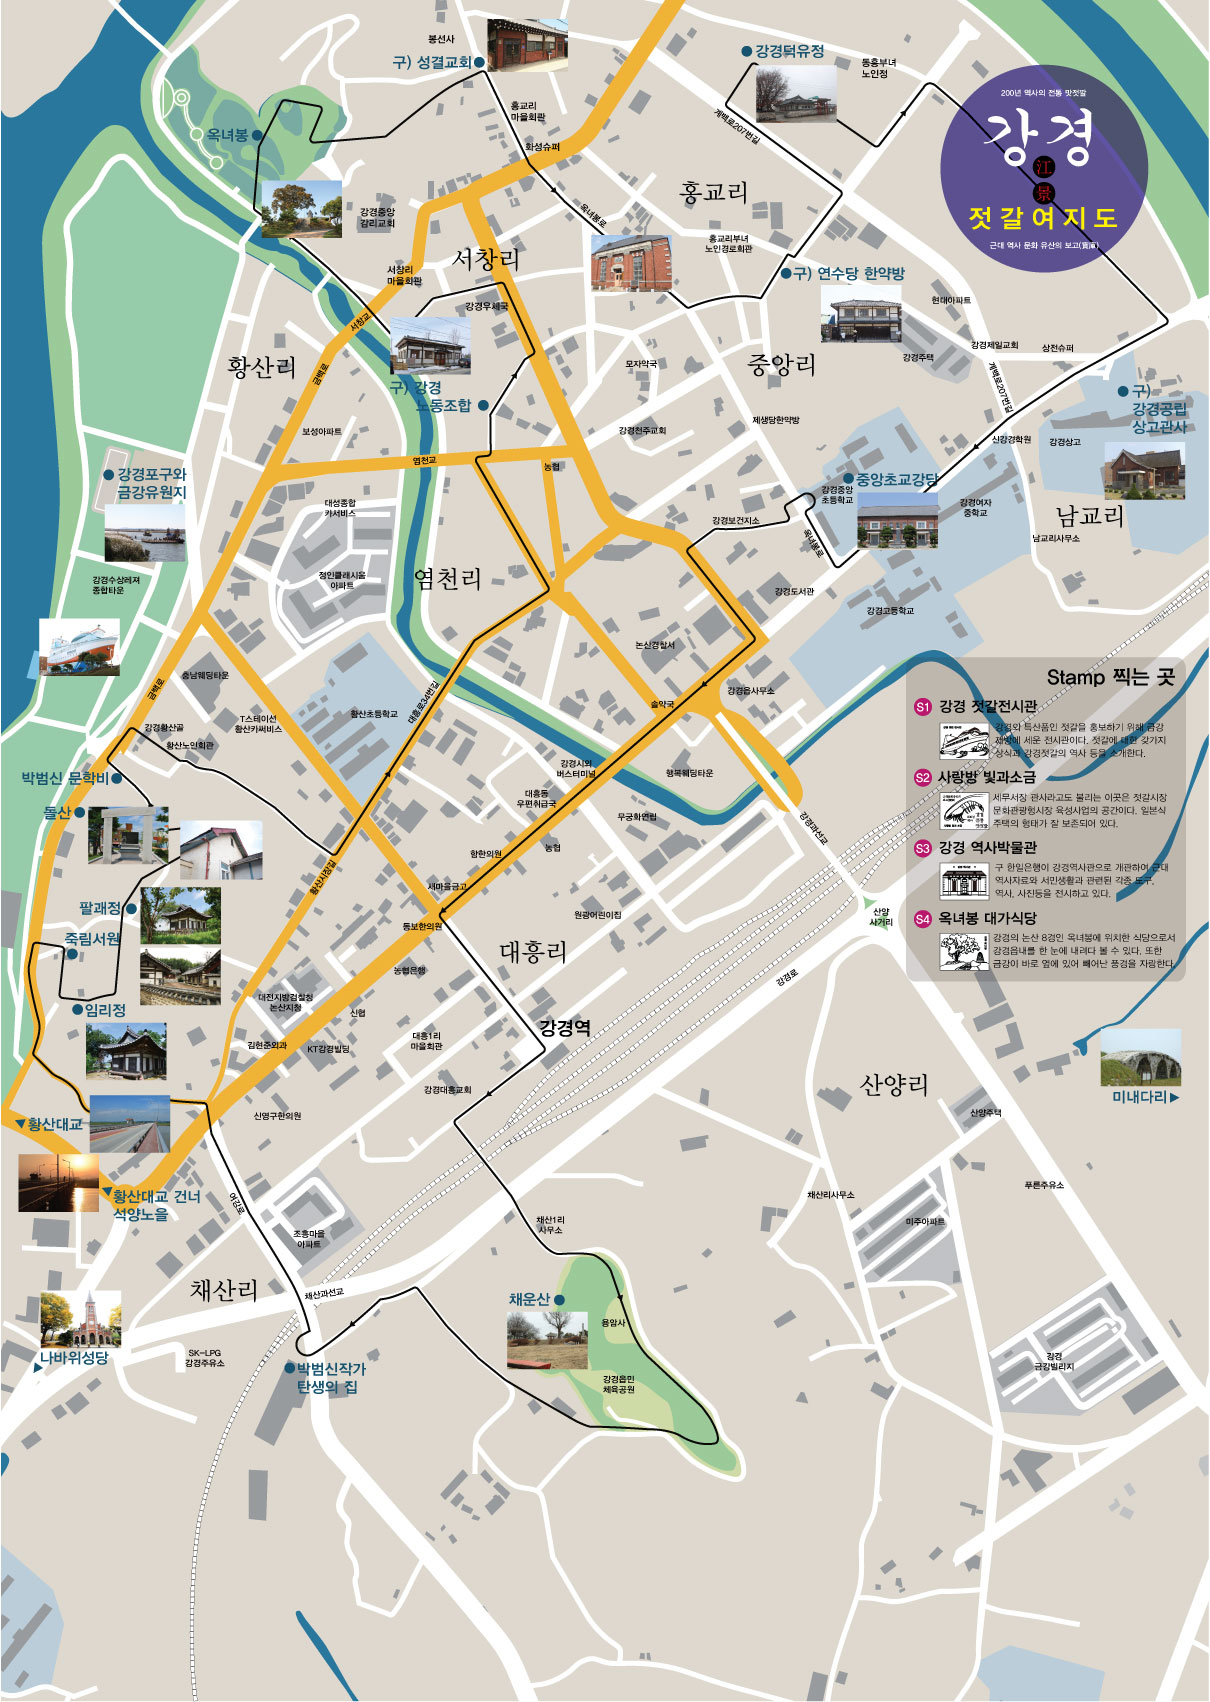 봉선사
구) 성결교회
강경덕유정
동흥부녀
노인정
200년 역사의 전통 맛젓깔
강경
江
景
젓갈여지도
근대 역사 문화 유산의 보고(寶庫)
옥녀봉
홍교리
마을회관
화성슈퍼
계백로207번길
강경중앙
감리교회
옥녀봉로
홍교리
홍교리부녀
노인경로회관
서창리
마을회관
서창리
구) 연수당 한약방
강경우체국
서창교
현대아파트
황산리
금백로
모자약국
중앙리
강경주택
강경제일교회
상천슈퍼
계백로207번길
구) 강경
노동조합
구)
강경공립
상고관사
보성아파트
강경천주교회
제생당한약방
신강경학원
강경상고
염천교
농협
강경포구와
금강유원지
중앙초교강당
강경중앙
초등학교
대성종합
카서비스
강경보건지소
강경여자
중학교
남교리
옥녀봉로
남교리사무소
강경수상레져
종합타운
정인클래시움
아파트
염천리
강경도서관
강경고등학교
논산경찰서
충남웨딩타운
금백로
대흥로34번길
강경읍사무소
솔약국
강경황산골
황산노인회관
T스테이션
황산카써비스
황산초등학교
Stamp 찍는 곳
S1 강경 젓갈전시관
강경의 특산품인 젓갈을 홍보하기 위해 금강
제방에 세운 전시관이다. 젓갈에 대한 갖가지
상식과 강경젓갈의 역사 등을 소개한다.
S2 사랑방 빛과소금
세무서장 관사라고도 불리는 이곳은 젓갈시장
문화관광형시장 육성사업의 공간이다. 일본식
주택의 형태가 잘 보존되어 있다.
S3 강경 역사박물관
구 한일은행이 강경역사관으로 개관하여 근대
역사자료와 서민생활과 관련된 각종 도구,
역사, 사진등을 전시하고 있다.
S4 옥녀봉 대가식당
강경의 논산 8경인 옥녀봉에 위치한 식당으로서
강경읍내를 한 눈에 내려다 볼 수 있다. 또한
금강이 바로 옆에 있어 빼어난 풍경을 자랑한다.
박범신 문학비
돌산
강경시외
버스터미널
행복웨딩타운
대흥동
우편취급국
무궁화연립
강경과선교
함한의원
농협
황산시장길
새마을금고
팔괘정
죽림서원
동보한의원
원광어린이집
산양
사거리
대흥리
농협은행
강경로
임리정
대전지방검찰청
논산지청
신협
강경역
김현준외과
KT강경빌딩
대흥1리
마을회관
강경대흥교회
산양리
미내다리
황산대교
신영구한의원
산양주택
황산대교 건너
석양노을
여강로
채산리사무소
푸른주유소
조흥마을
아파트
채산1리
사무소
미주아파트
채산리
채산과선교
채운산
용암사
나바위성당
SK-LPG
강경주유소
박범신작가
탄생의 집
강경읍민
체육공원
강경
금강빌리지